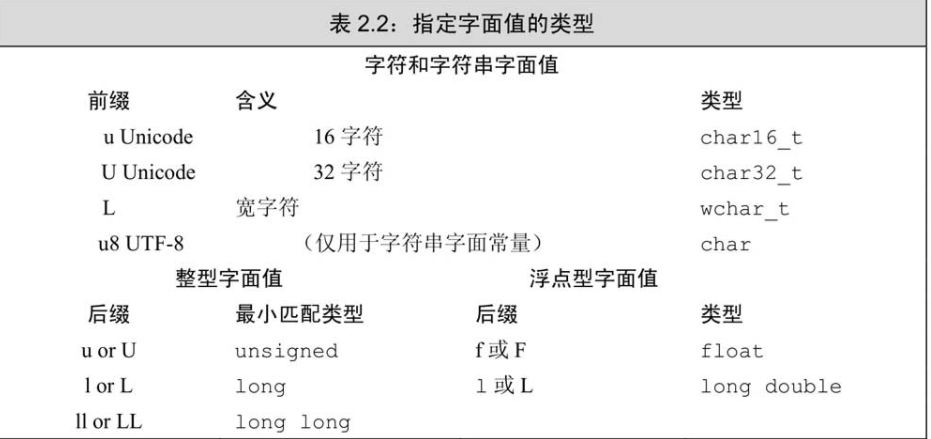 表 2.2：指定字面值的类型
字符和字符串字面值
前缀 含义 类型
u Unicode 16 字符 char16_t
U Unicode 32 字符 char32_t
L 宽字符 wchar_t
u8 UTF-8 （仅用于字符串字面常量） char
整型字面值 浮点型字面值
后缀 最小匹配类型 后缀 类型
u or U unsigned f 或 F float
l or L long l 或 L long double
ll or LL long long